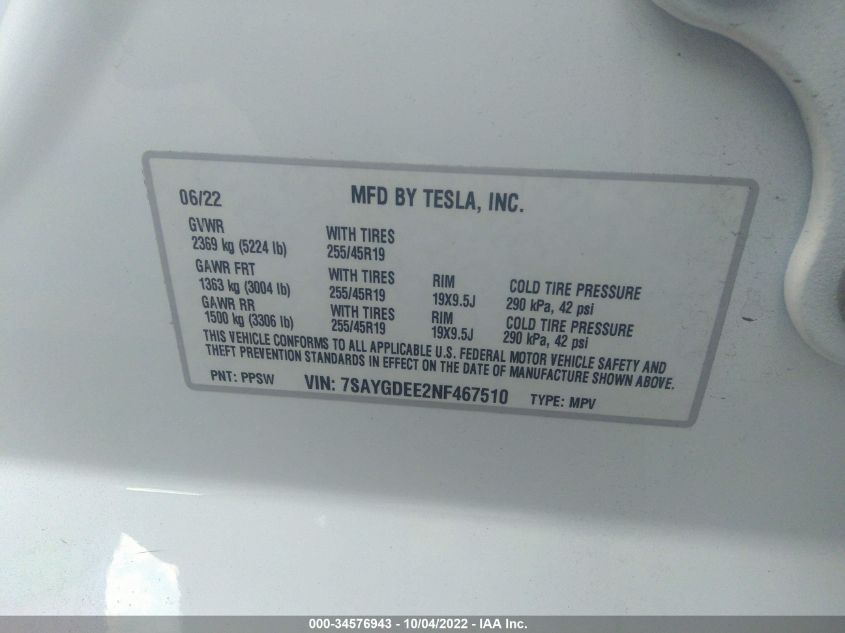 06/22 MFD BY TESLA, INC.
GVWR
2369 kg (5224 lb) WITH TIRES
255/45R19
GAWR FRT
1363 kg (3004 lb) WITH TIRES
255/45R19 RIM
19X9.5J COLD TIRE PRESSURE
290 kPa, 42 psi
GAWR RR
1500 kg (3306 lb) WITH TIRES
255/45R19 RIM
19X9.5J COLD TIRE PRESSURE
290 kPa, 42 psi
THIS VEHICLE CONFORMS TO ALL APPLICABLE U.S. FEDERAL MOTOR VEHICLE SAFETY AND
THEFT PREVENTION STANDARDS IN EFFECT ON THE DATE OF MANUFACTURE SHOWN ABOVE.
PNT: PPSW VIN: 7SAYGDEE2NF467510 TYPE: MPV
000-34576943 - 10/04/2022 - IAA Inc.